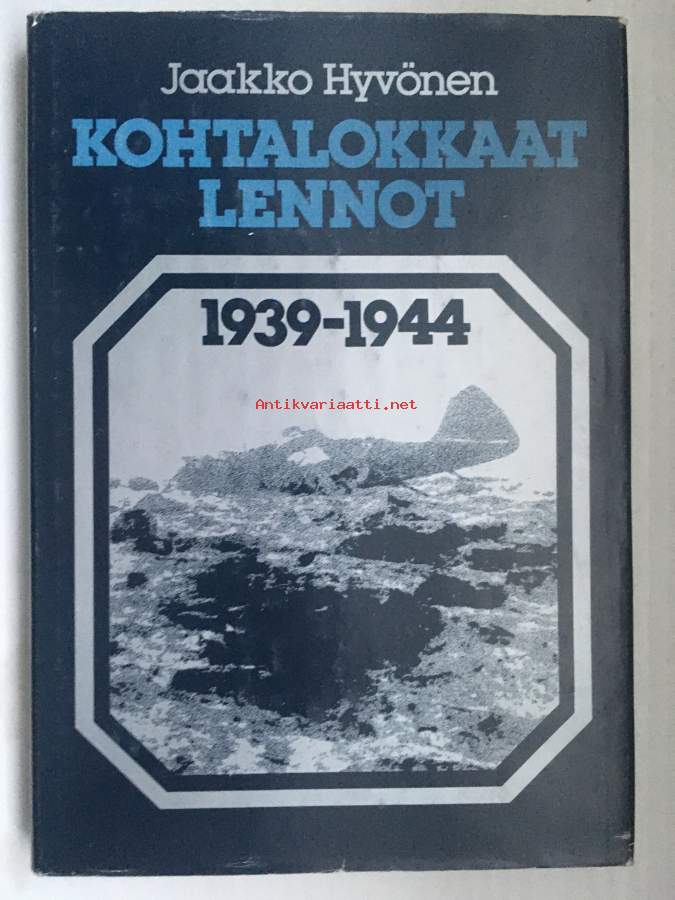 Jaakko Hyvönen
KOHTALOKKAAT
LENNOT
1939-1944
Antikvariaatti.net